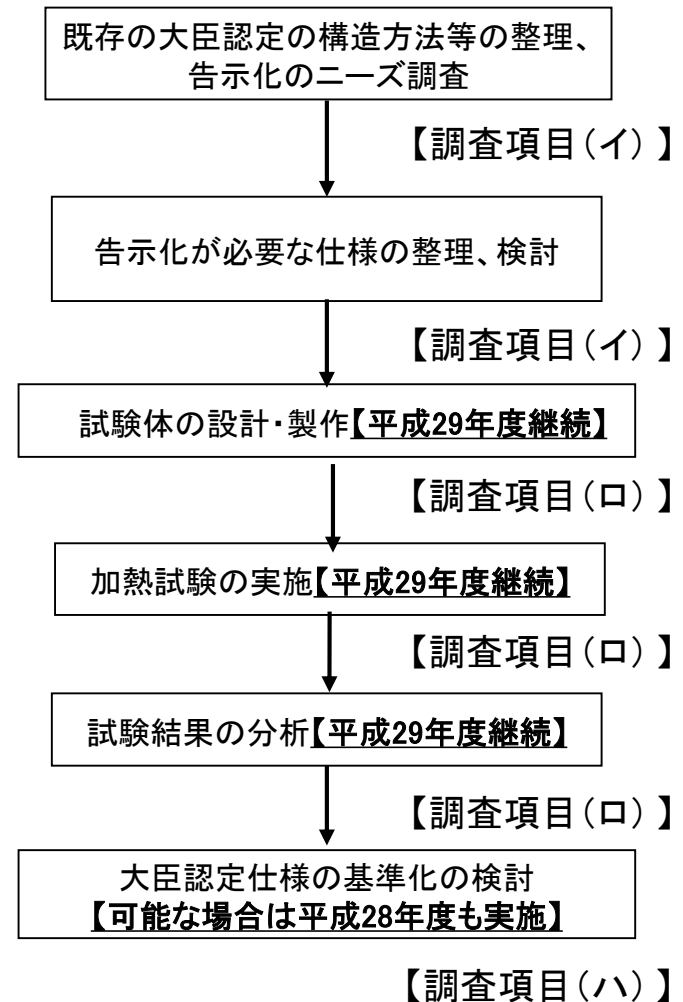 既存の大臣認定の構造方法等の整理、
告示化のニーズ調査
【調査項目（イ）】
告示化が必要な仕様の整理、検討
【調査項目（イ）】
試験体の設計・製作【平成29年度継続】
【調査項目（ロ）】
加熱試験の実施【平成29年度継続】
【調査項目（ロ）】
試験結果の分析【平成29年度継続】
【調査項目（ロ）】
大臣認定仕様の基準化の検討
【可能な場合は平成28年度も実施】
【調査項目（ハ）】